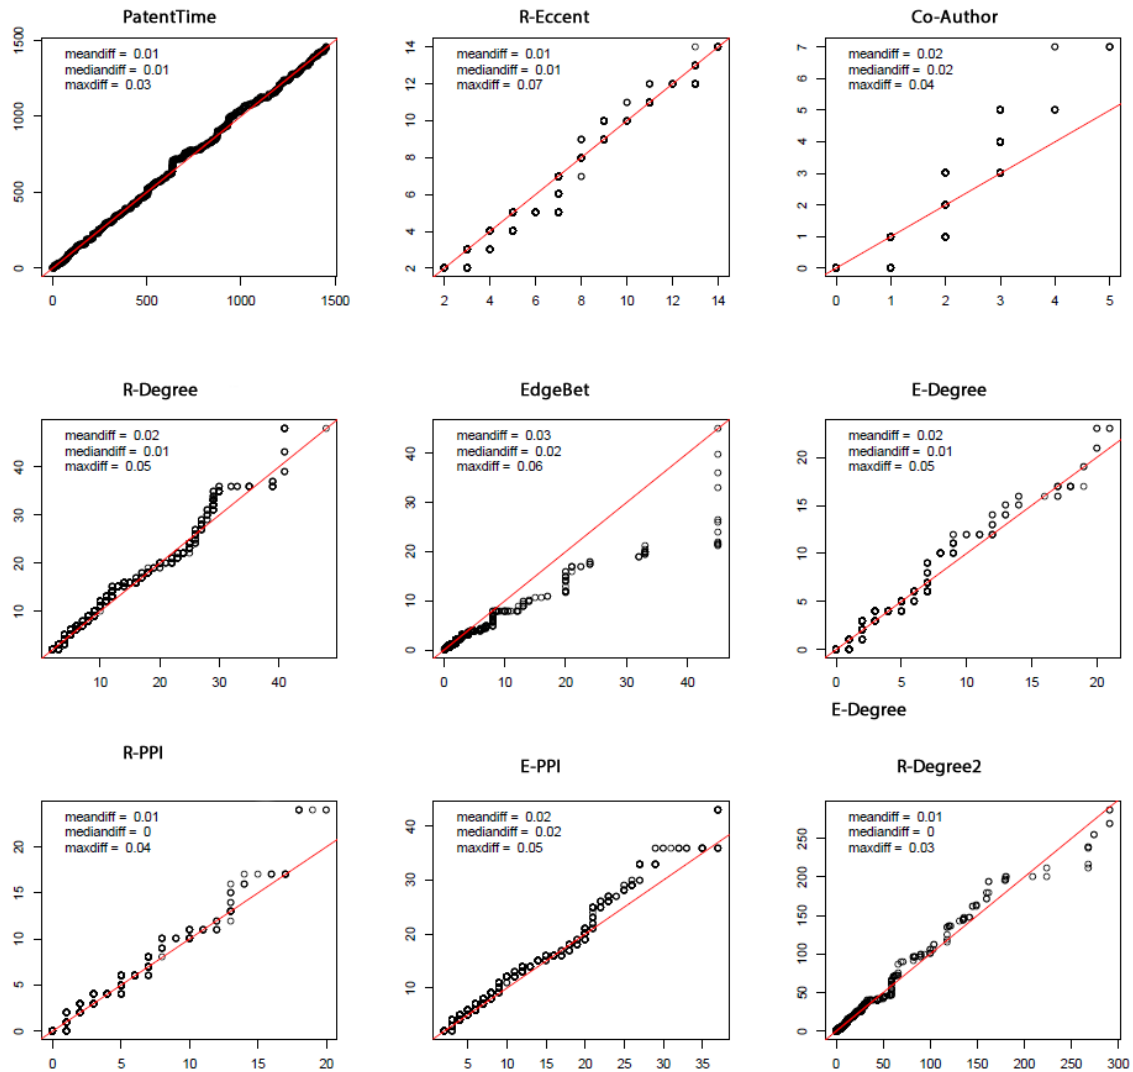 PatentTime
R-Eccent
Co-Author
meandiff = 0.01
mediandiff = 0.01
maxdiff = 0.03
0
500
1000
1500
0
500
1000
1500
meandiff = 0.01
mediandiff = 0.01
maxdiff = 0.07
14
12
10
8
6
4
2
2
4
6
8
10
12
14
meandiff = 0.02
mediandiff = 0.02
maxdiff = 0.04
7
6
5
4
3
2
1
0
0
1
2
3
4
5
R-Degree
EdgeBet
E-Degree
meandiff = 0.02
mediandiff = 0.01
maxdiff = 0.05
40
30
20
10
10
20
30
40
meandiff = 0.03
mediandiff = 0.02
maxdiff = 0.06
40
30
20
10
0
0
10
20
30
40
meandiff = 0.02
mediandiff = 0.01
maxdiff = 0.05
20
15
10
5
0
0
5
10
15
20
E-Degree
R-PPI
E-PPI
R-Degree2
meandiff = 0.01
mediandiff = 0
maxdiff = 0.04
20
15
10
5
0
0
5
10
15
20
meandiff = 0.02
mediandiff = 0.02
maxdiff = 0.05
40
30
20
10
0
5
10
15
20
25
30
35
meandiff = 0.01
mediandiff = 0
maxdiff = 0.03
250
200
150
100
50
0
0
50
100
150
200
250
300